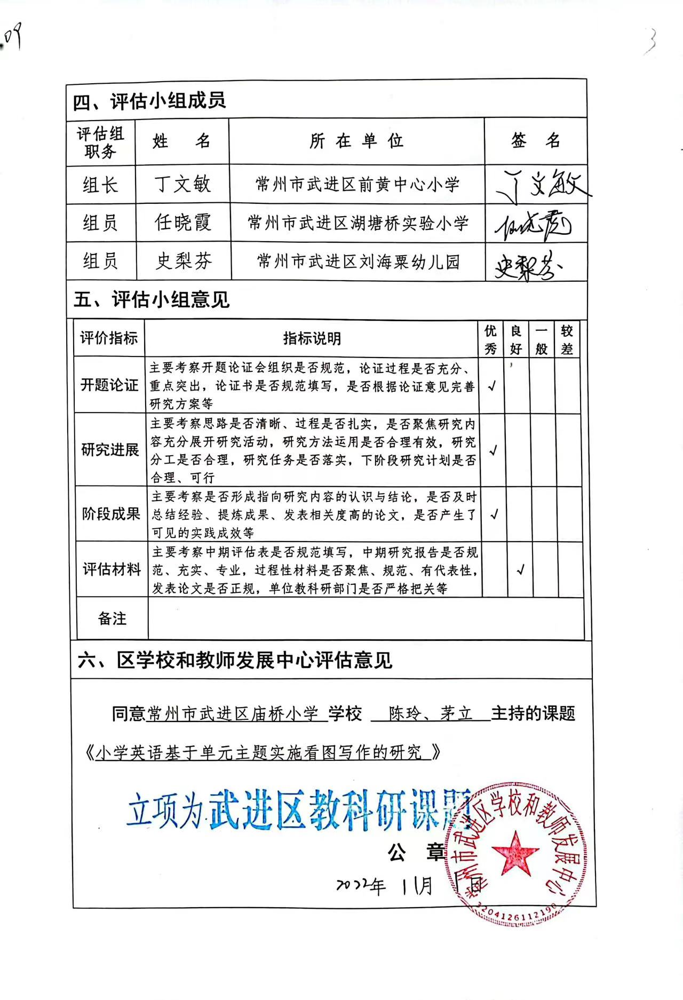 .09
3
四、评估小组成员
评估组
职务
姓 名
所 在 单 位
签 名
组长
丁文敏
常州市武进区前黄中心小学
丁文敏
组员
任晓霞
常州市武进区湖塘桥实验小学
任晓霞
组员
史梨芬
常州市武进区刘海粟幼儿园
史梨芬
五、评估小组意见
评价指标
指标说明
优秀
良好
一般
较差
开题论证
主要考察开题论证会组织是否规范，论证过程是否充分、
重点突出，论证书是否规范填写，是否根据论证意见完善
研究方案等
√
研究进展
主要考察思路是否清晰、过程是否扎实，是否聚焦研究内
容充分展开研究活动，研究方法运用是否合理有效，研究
分工是否合理，研究任务是否落实，下阶段研究计划是否
合理、可行
√
阶段成果
主要考察是否形成指向研究内容的认识与结论，是否及时
总结经验、提炼成果、发表相关度高的论文，是否产生了
可见的实践成效等
√
评估材料
主要考察中期评估表是否规范填写，中期研究报告是否规
范、充实、专业，过程性材料是否聚焦、规范、有代表性，
发表论文是否正规，单位教科研部门是否严格把关等
√
备注
六、区学校和教师发展中心评估意见
同意常州市武进区庙桥小学 学校 陈玲、茅立 主持的课题
《小学英语基于单元主题实施看图写作的研究 》
立项为武进区教科研课题
公 章
2022年 11月 1日
常州市武进区学校和教师发展中心
3204126112190